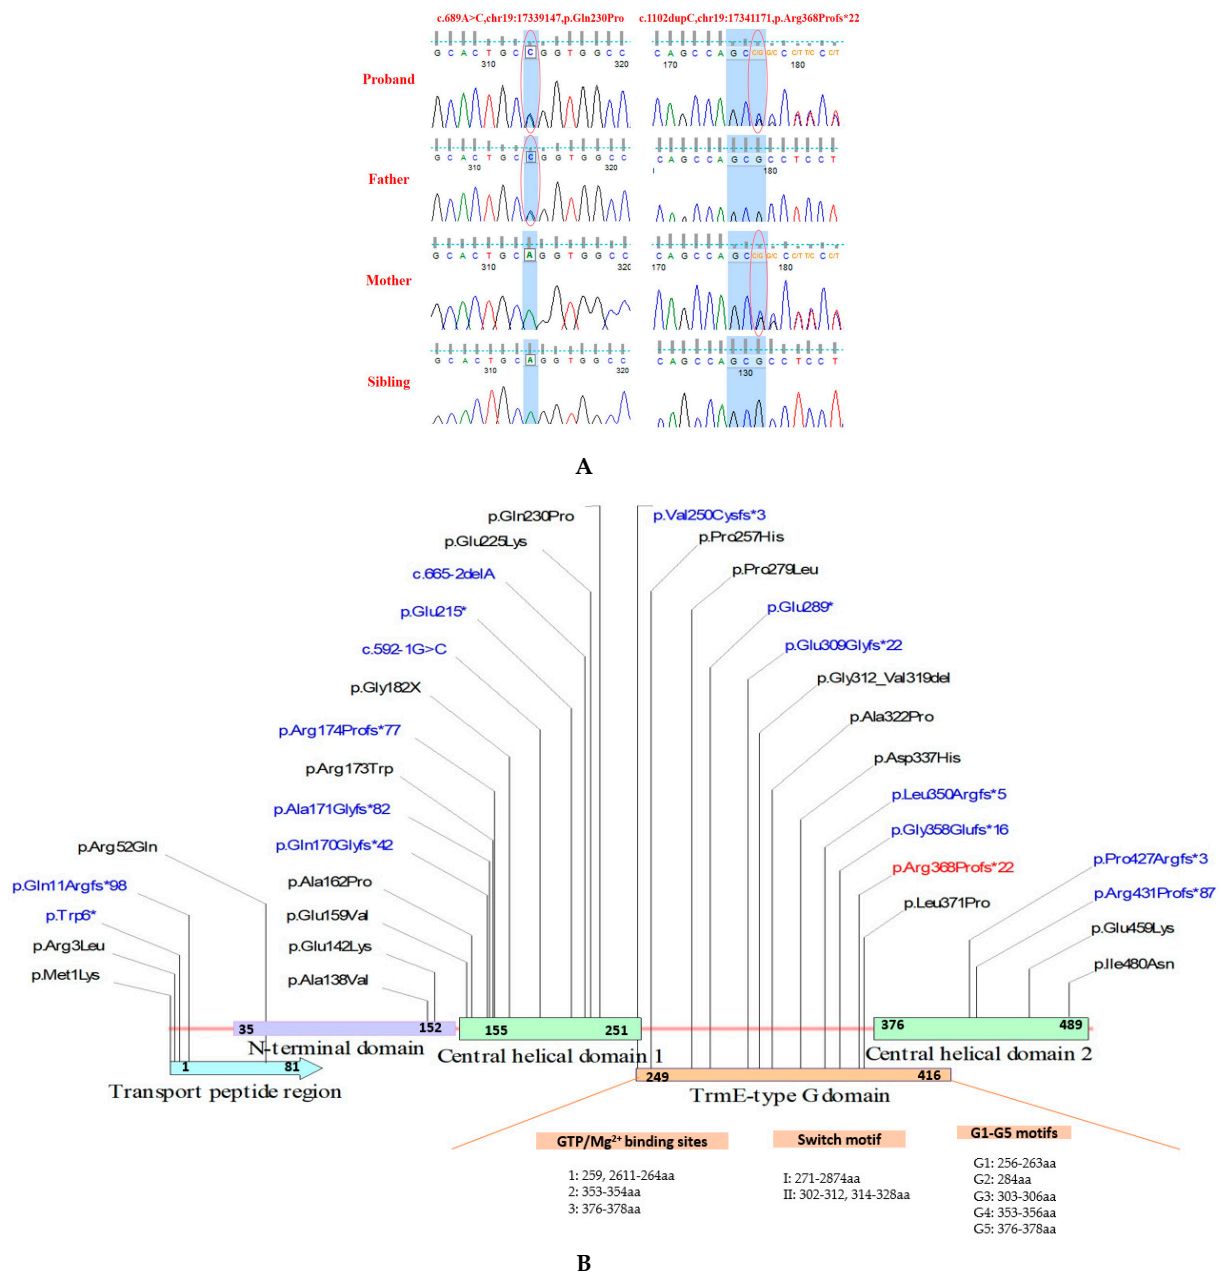 c.689A>C,chr19:17339147,p.Gln230Pro c.1102dupC,chr19:17341171,p.Arg368Profs*22
G C A C T G C C G G T G G C C C A G C C A G C C/G G/C C C/T T/C C C/T
310 320 170 180
Proband
G C A C T G C C G G T G G C C C A G C C A G C G C C T C C T
310 320 180
Father
G C A C T G C A G G T G G C C C A G C C A G C C/G G/C C C/T T/C C C/T
310 320 170 180
Mother
G C A C T G C A G G T G G C C C A G C C A G C G C C T C C T
310 320 130
Sibling
A
p.Gln230Pro p.Val250Cysfs*3
p.Glu225Lys p.Pro257His
c.665-2delA p.Pro279Leu
p.Glu215* p.Glu289*
c.592-1G>C p.Glu309Glyfs*22
p.Gly182X p.Gly312_Val319del
p.Arg174Profs*77 p.Ala322Pro
p.Arg173Trp p.Asp337His
p.Ala171Glyfs*82 p.Leu350Argfs*5
p.Gln170Glyfs*42 p.Gly358Glufs*16
p.Arg52Gln p.Ala162Pro p.Arg368Profs*22 p.Pro427Argfs*3
p.Gln11Argfs*98 p.Glu159Val p.Leu371Pro p.Arg431Profs*87
p.Trp6* p.Glu142Lys p.Glu459Lys
p.Arg3Leu p.Ala138Val p.Ile480Asn
p.Met1Lys
35 152 155 251 376 489
N-terminal domain Central helical domain 1 Central helical domain 2
1 81 249 416
Transport peptide region TrmE-type G domain
GTP/Mg2+ binding sites Switch motif G1-G5 motifs
1: 259, 2611-264aa I: 271-2874aa G1: 256-263aa
2: 353-354aa II: 302-312, 314-328aa G2: 284aa
3: 376-378aa G3: 303-306aa
G4: 353-356aa
G5: 376-378aa
B